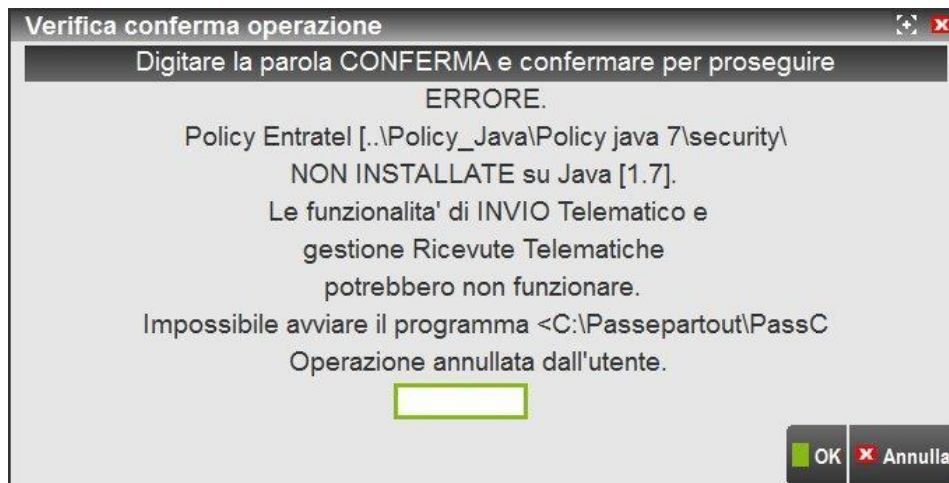 Verifica conferma operazione
Digitare la parola CONFERMA e confermare per proseguire
ERRORE.
Policy Entratel [..\Policy_Java\Policy java 7\security\
NON INSTALLATE su Java [1.7].
Le funzionalita' di INVIO Telematico e
gestione Ricevute Telematiche
potrebbero non funzionare.
Impossibile avviare il programma <C:\Passepartout\PassC
Operazione annullata dall'utente.
OK Annulla